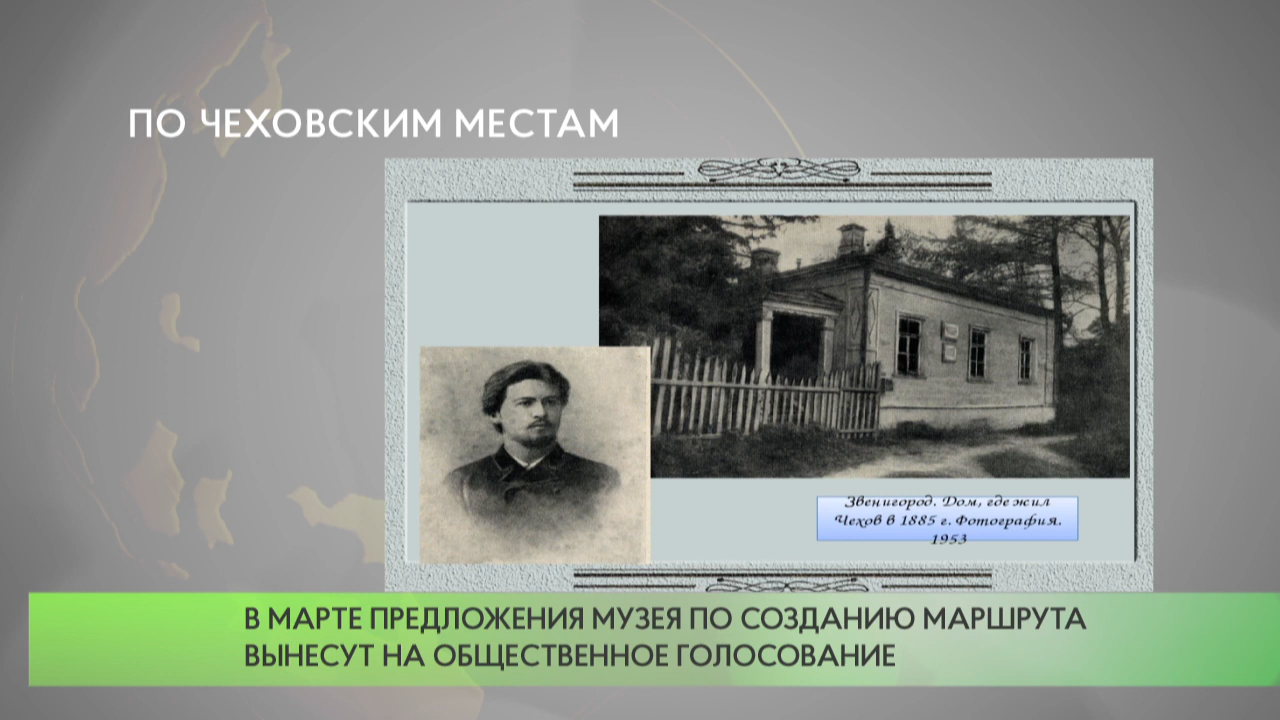 ПО ЧЕХОВСКИМ МЕСТАМ
Звенигород. Дом, где жил
Чехов в 1885 г. Фотография.
1953
В МАРТЕ ПРЕДЛОЖЕНИЯ МУЗЕЯ ПО СОЗДАНИЮ МАРШРУТА
ВЫНЕСУТ НА ОБЩЕСТВЕННОЕ ГОЛОСОВАНИЕ